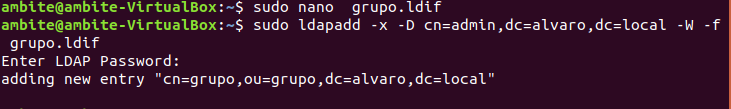 ambite@ambite-VirtualBox:~$ sudo nano  grupo.ldif
ambite@ambite-VirtualBox:~$ sudo ldapadd -x -D cn=admin,dc=alvaro,dc=local -W -f
 grupo.ldif
Enter LDAP Password:
adding new entry "cn=grupo,ou=grupo,dc=alvaro,dc=local"